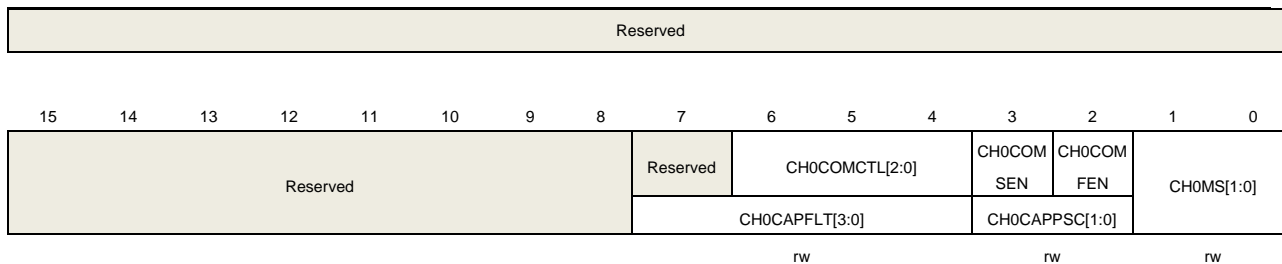 Reserved
15 14 13 12 11 10 9 8 7 6 5 4 3 2 1 0
Reserved
Reserved
CH0COMCTL[2:0]
CH0COM
SEN
CH0COM
FEN
CH0MS[1:0]
CH0CAPFLT[3:0]
CH0CAPPSC[1:0]
rw rw rw